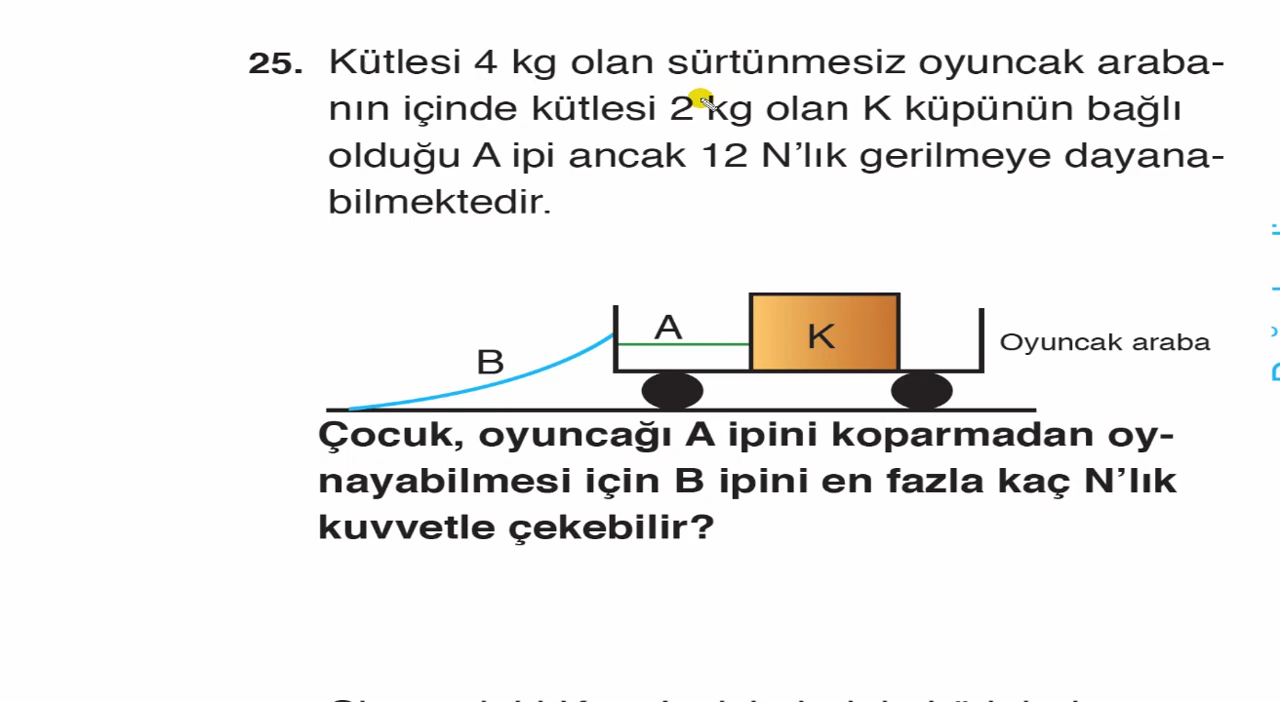 25. Kütlesi 4 kg olan sürtünmesiz oyuncak araba-
nın içinde kütlesi 2 kg olan K küpünün bağlı
olduğu A ipi ancak 12 N’lık gerilmeye dayana-
bilmektedir.
A
K
B
Oyuncak araba
Çocuk, oyuncağı A ipini koparmadan oy-
nayabilmesi için B ipini en fazla kaç N’lık
kuvvetle çekebilir?